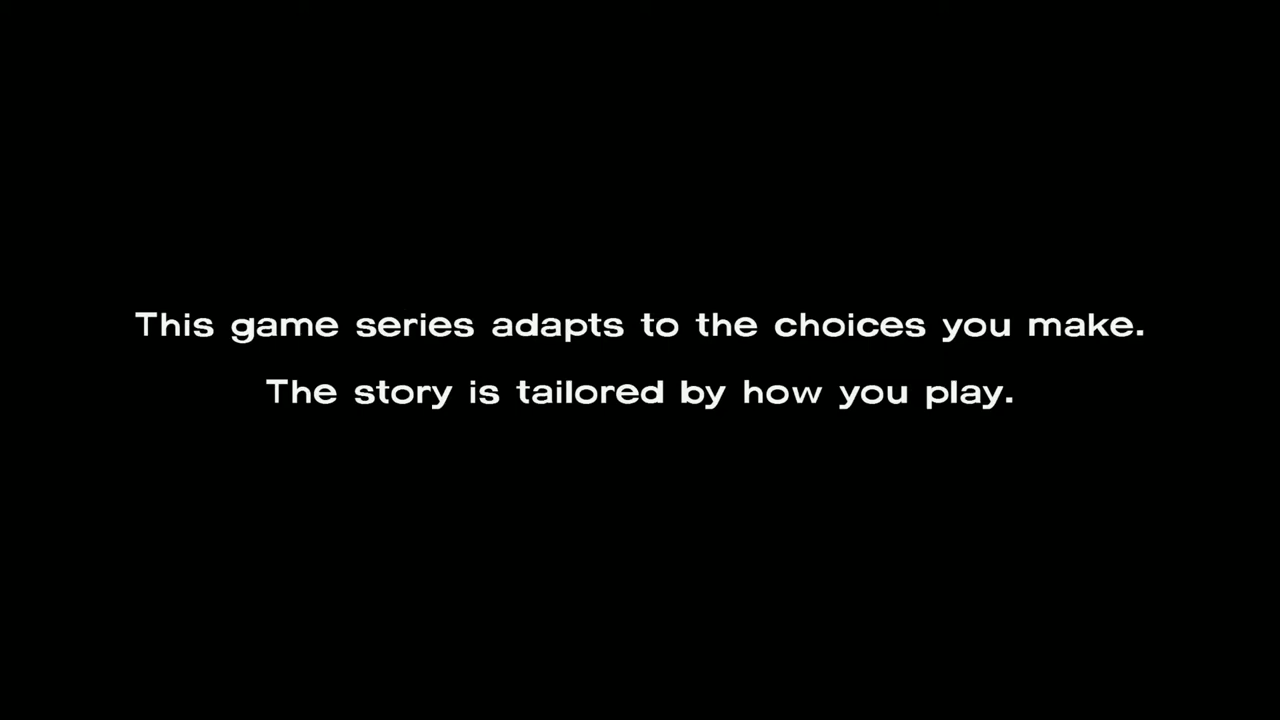 This game series adapts to the choices you make.
The story is tailored by how you play.